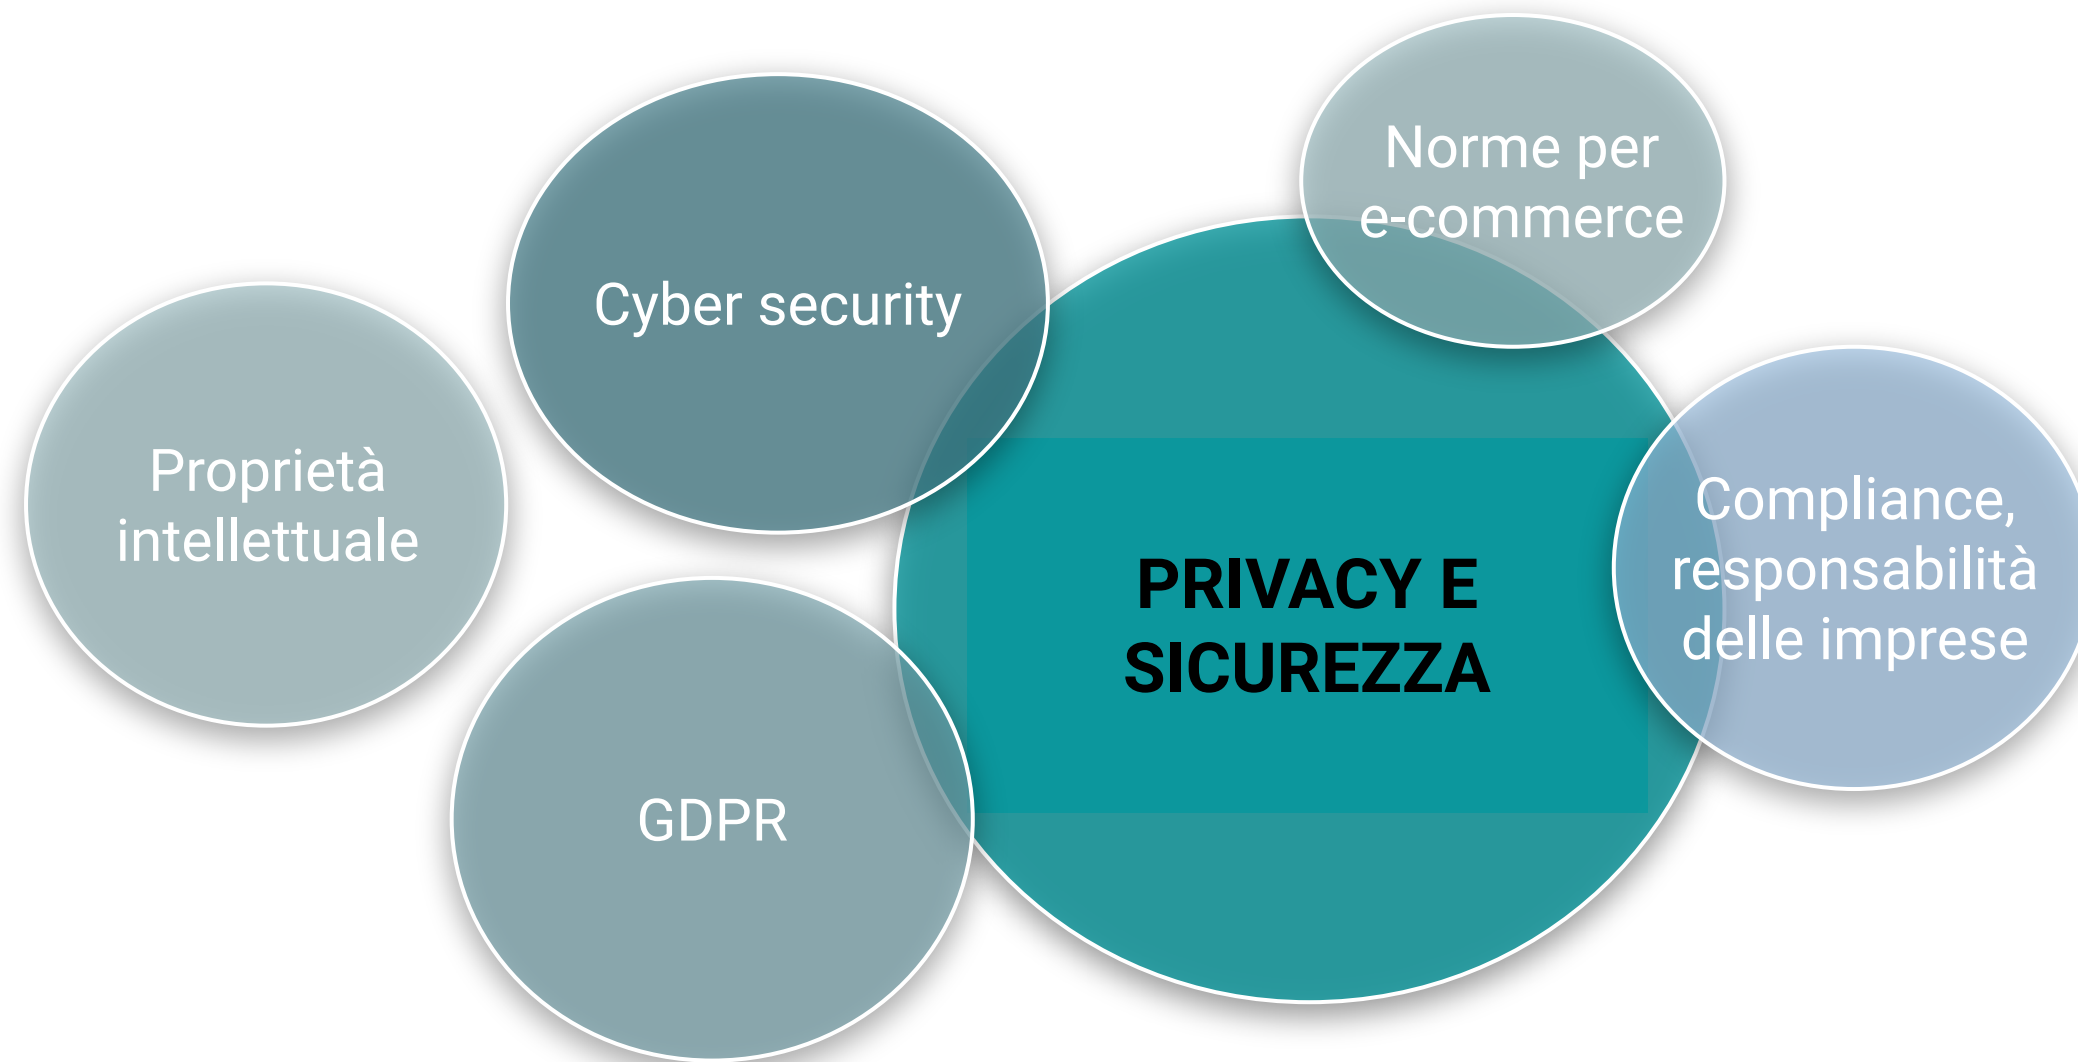 Norme per
e-commerce
Cyber security
Proprietà
intellettuale
Compliance,
responsabilità
delle imprese
PRIVACY E
SICUREZZA
GDPR